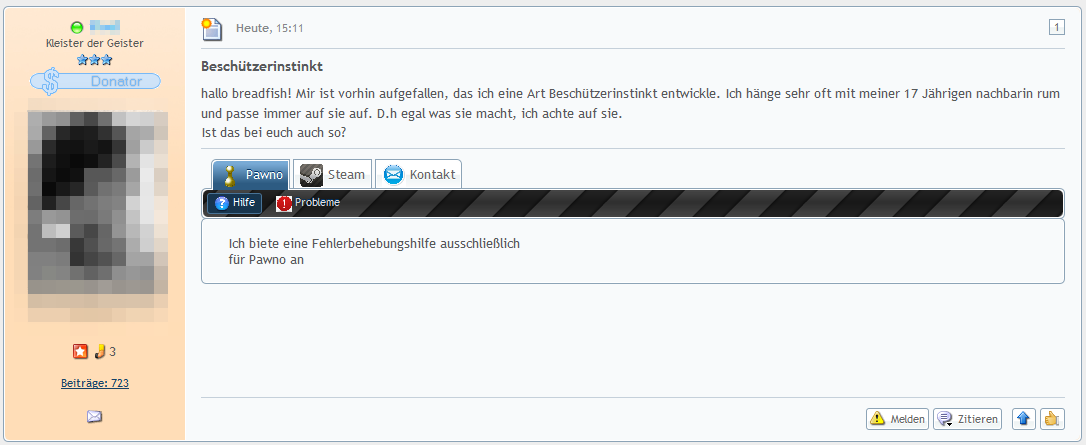 Kleister der Geister
Donator
3
Beiträge: 723
Heute, 15:11
1
Beschützerinstinkt
hallo breadfish! Mir ist vorhin aufgefallen, das ich eine Art Beschützerinstinkt entwickle. Ich hänge sehr oft mit meiner 17 Jährigen nachbarin rum
und passe immer auf sie auf. D.h egal was sie macht, ich achte auf sie.
Ist das bei euch auch so?
Pawno Steam Kontakt
Hilfe Probleme
Ich biete eine Fehlerbehebungshilfe ausschließlich
für Pawno an
Melden Zitieren